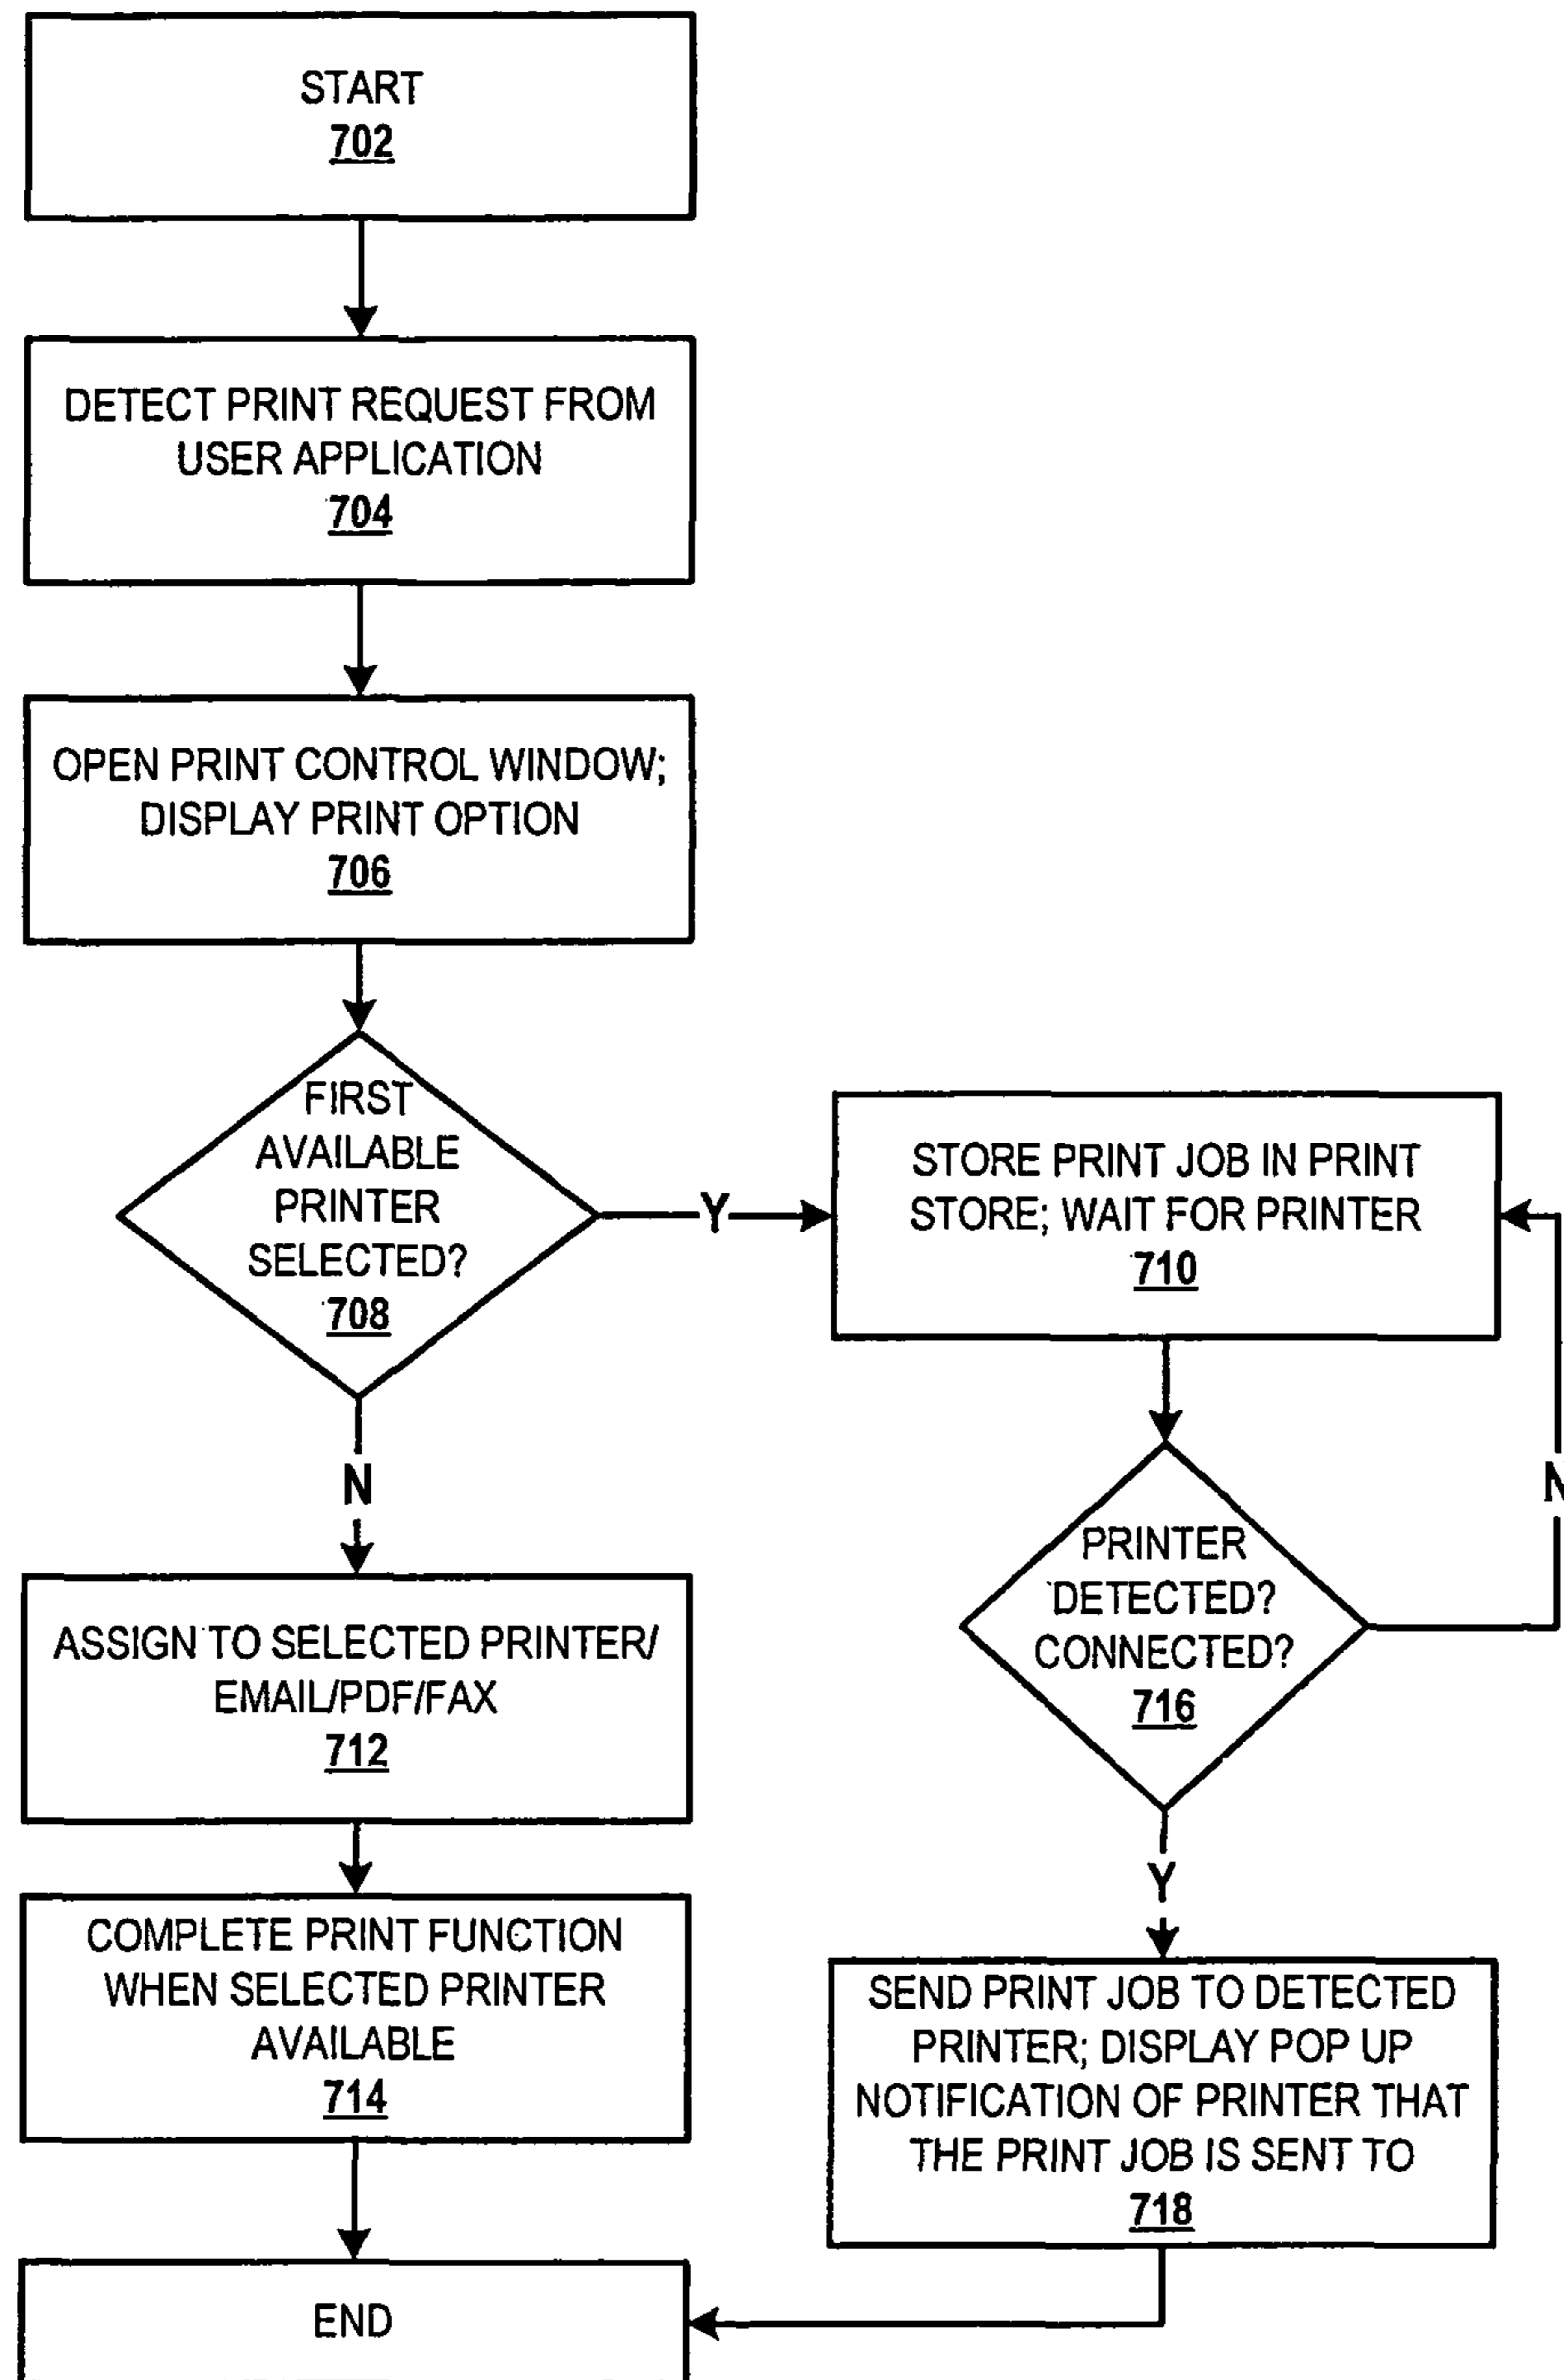 START
702
DETECT PRINT REQUEST FROM
USER APPLICATION
704
OPEN PRINT CONTROL WINDOW;
DISPLAY PRINT OPTION
706
FIRST
AVAILABLE
PRINTER
SELECTED?
708
Y
STORE PRINT JOB IN PRINT
STORE; WAIT FOR PRINTER
710
N
N
PRINTER
DETECTED?
CONNECTED?
716
ASSIGN TO SELECTED PRINTER/
EMAIL/PDF/FAX
712
Y
COMPLETE PRINT FUNCTION
WHEN SELECTED PRINTER
AVAILABLE
714
SEND PRINT JOB TO DETECTED
PRINTER; DISPLAY POP UP
NOTIFICATION OF PRINTER THAT
THE PRINT JOB IS SENT TO
718
END